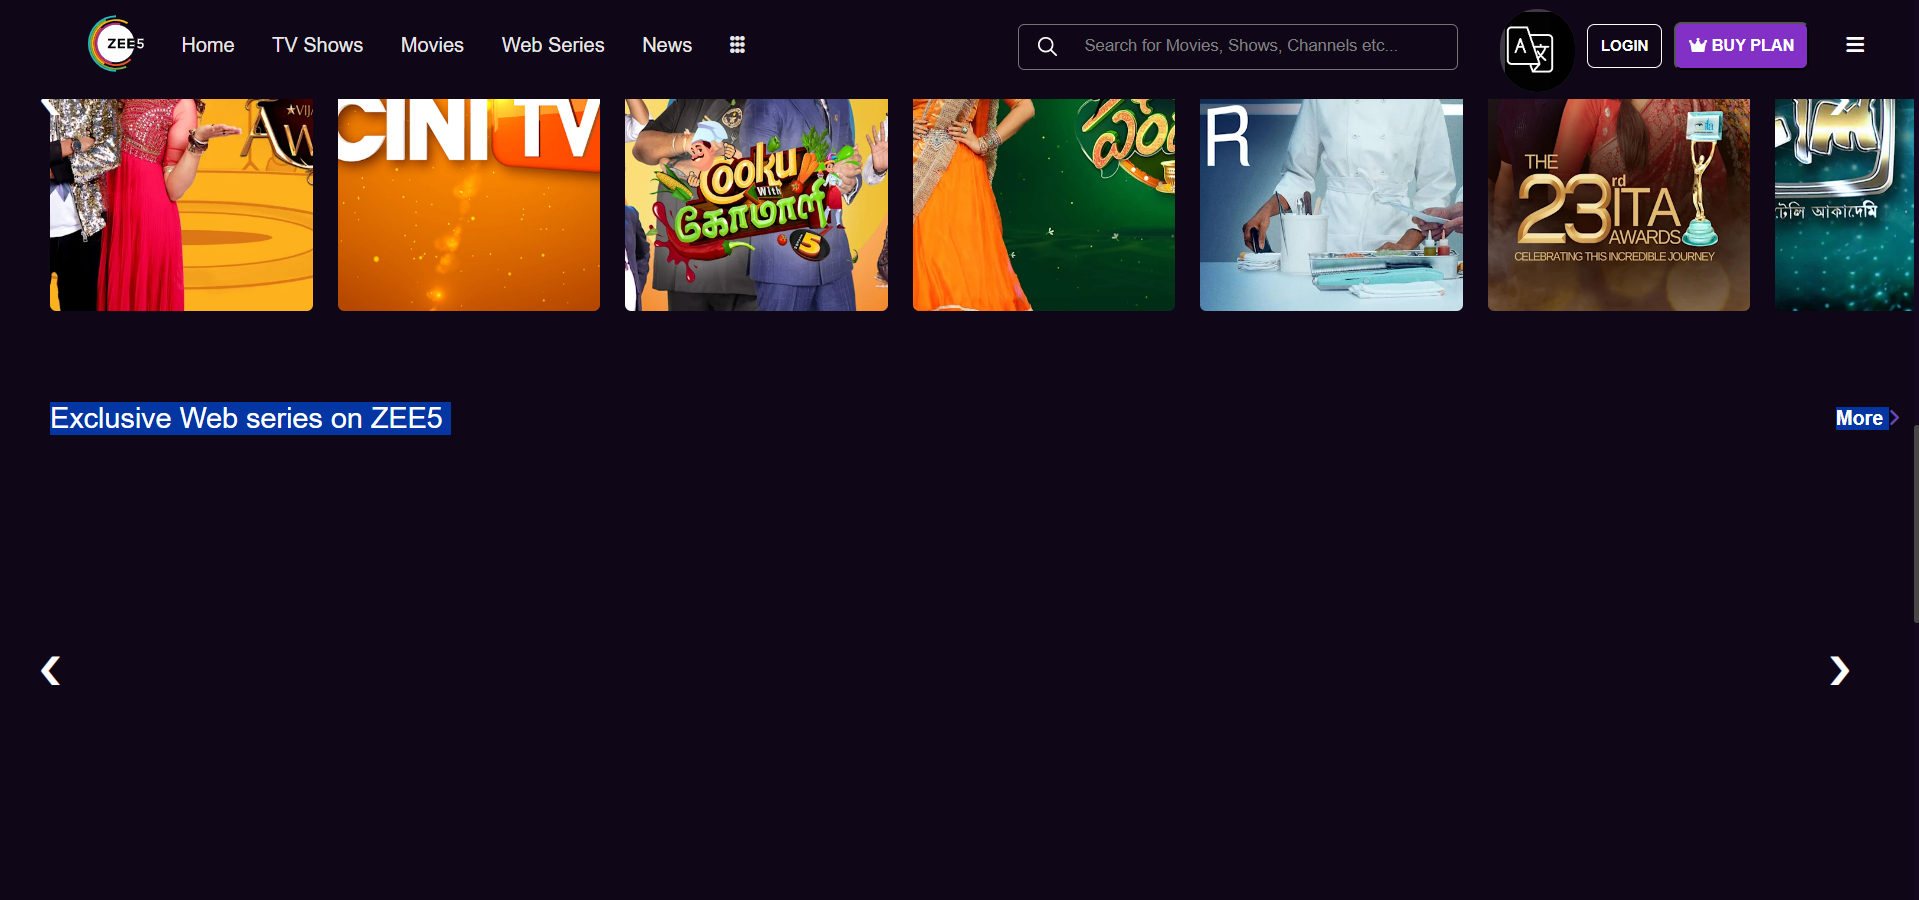 ZEE5
Home
TV Shows
Movies
Web Series
News
Search for Movies, Shows, Channels etc...
A
LOGIN
BUY PLAN
CINI TV
Cooku
With
கோமாளி
5
R
THE
23rd ITA
AWARDS
CELEBRATING THIS INCREDIBLE JOURNEY
টেলি আকাদেমি
Exclusive Web series on ZEE5
More